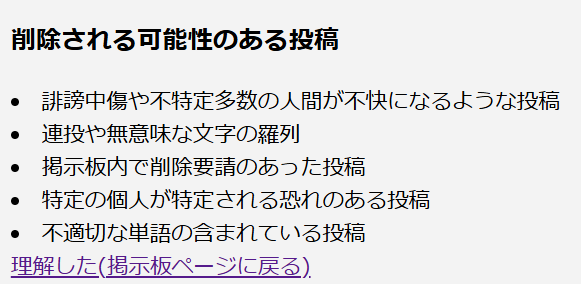 削除される可能性のある投稿
• 誹謗中傷や不特定多数の人間が不快になるような投稿
• 連投や無意味な文字の羅列
• 掲示板内で削除要請のあった投稿
• 特定の個人が特定される恐れのある投稿
• 不適切な単語の含まれている投稿
理解した(掲示板ページに戻る)